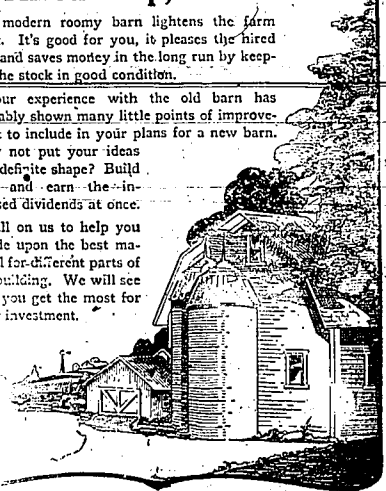 modern roomy barn lightens the farm
It's good for you, it pleases the hired
and saves money in the long run by keep-
he stock in good condition.
our experience with the old barn has
ably shown many little points of improve-
to include in your plans for a new barn.
not put your ideas
definite shape? Build
and earn the in-
sed dividends at once.
ll on us to help you
de upon the best ma-
l for different parts of
building. We will see
you get the most for
investment.